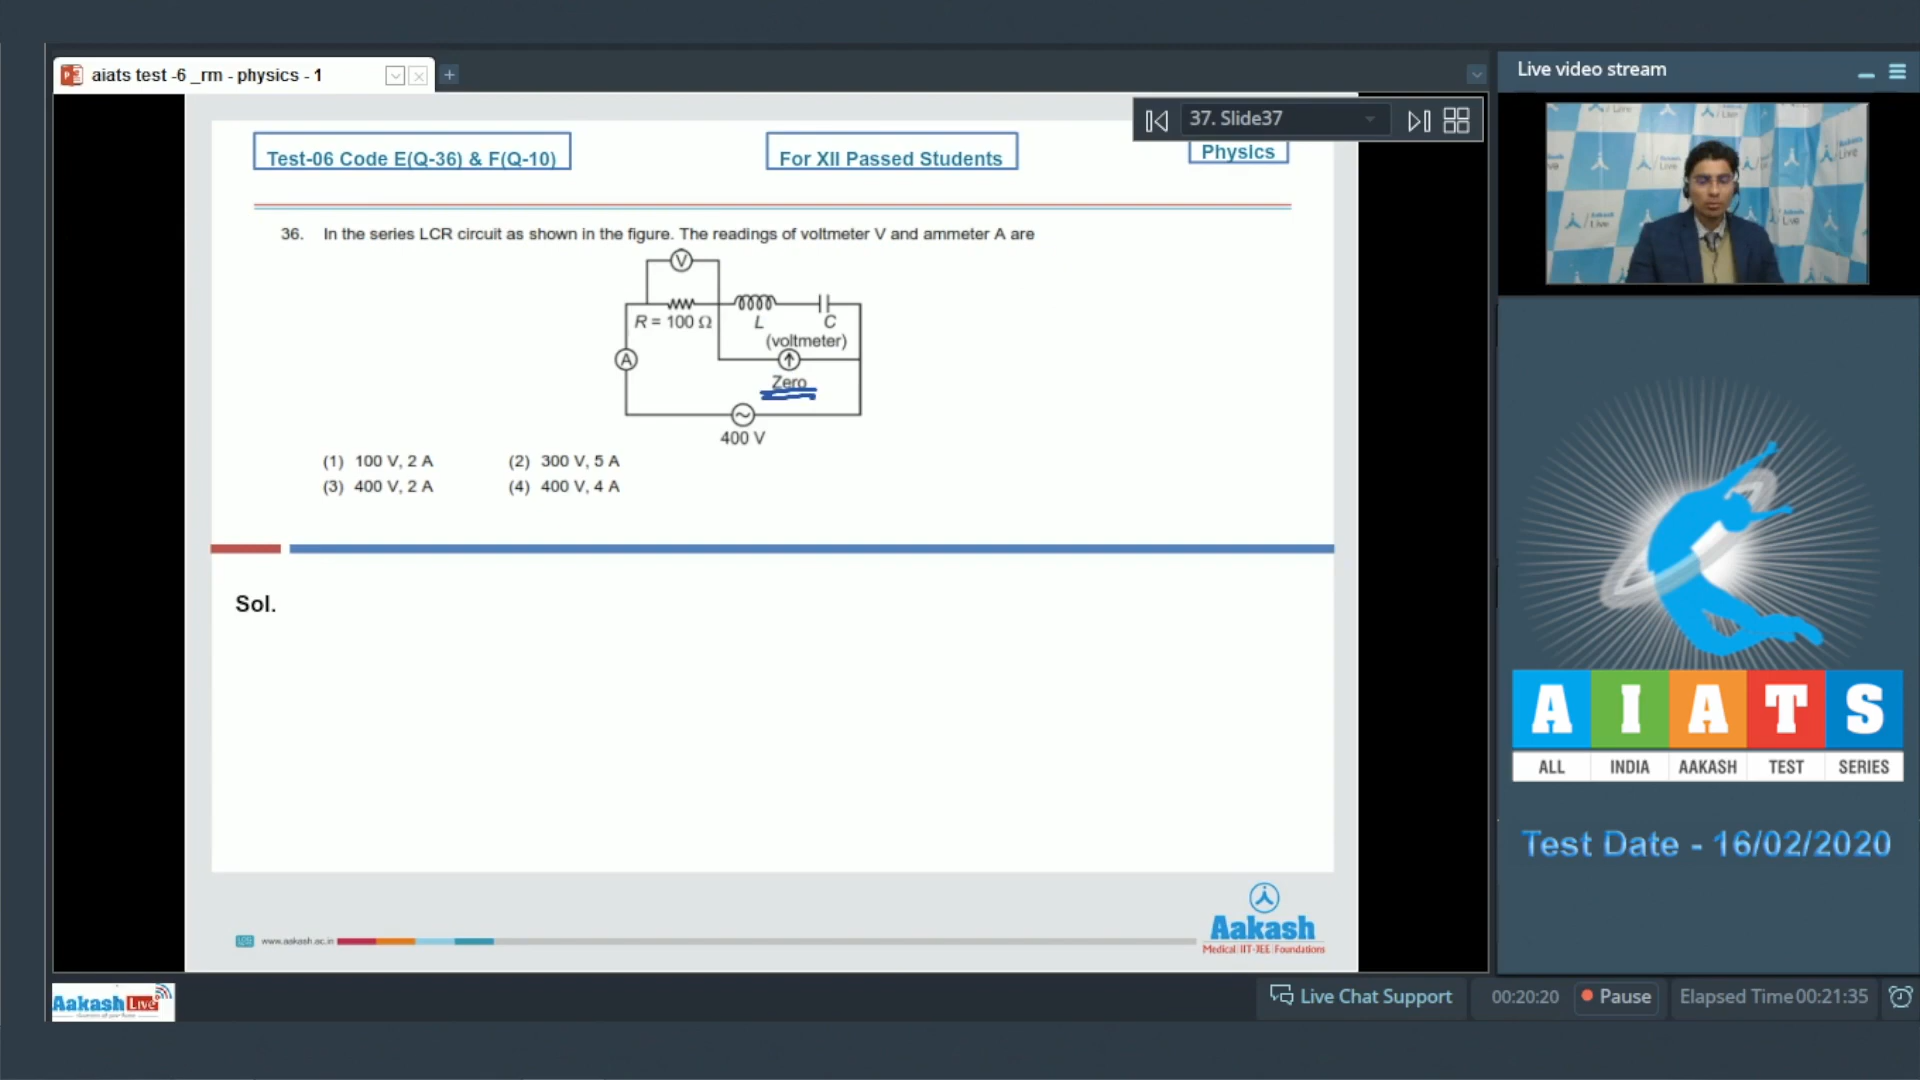 aiats test -6 _rm - physics - 1
Live video stream
37. Slide37
Test-06 Code E(Q-36) & F(Q-10)
For XII Passed Students
Physics
36. In the series LCR circuit as shown in the figure. The readings of voltmeter V and ammeter A are
V
R = 100 Ω
L
C
(voltmeter)
A
Zero
400 V
(1) 100 V, 2 A
(2) 300 V, 5 A
(3) 400 V, 2 A
(4) 400 V, 4 A
Sol.
A I A T S
ALL INDIA AAKASH TEST SERIES
Test Date - 16/02/2020
www.aakash.ac.in
Aakash
Medical|IIT-JEE|Foundations
Aakash Live
Live Chat Support
00:20:20
Pause
Elapsed Time 00:21:35